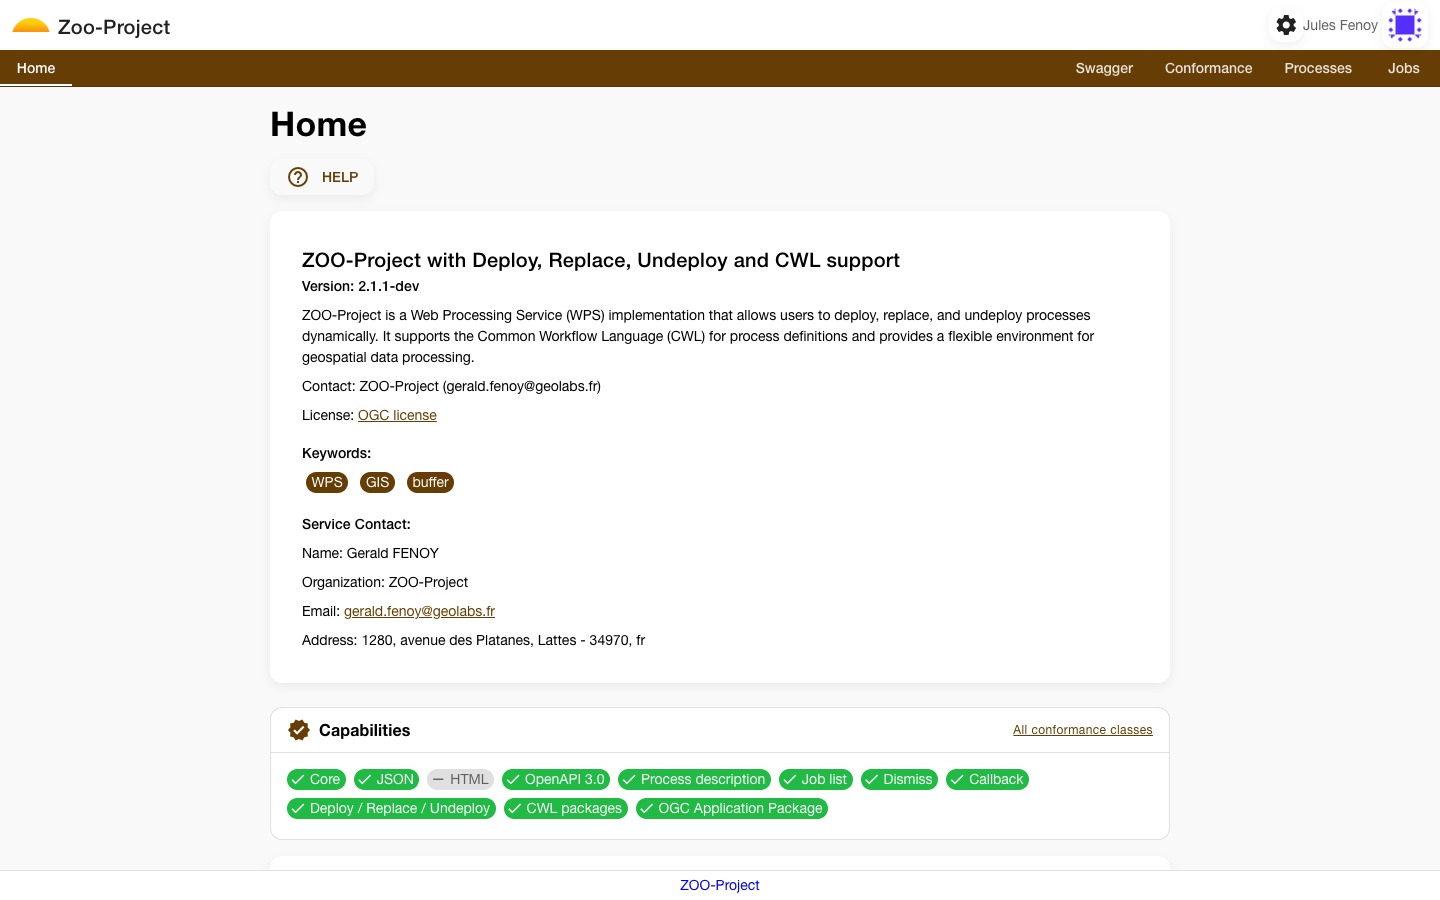 Zoo-Project
Jules Fenoy
Home
Swagger
Conformance
Processes
Jobs
Home
HELP
ZOO-Project with Deploy, Replace, Undeploy and CWL support
Version: 2.1.1-dev
ZOO-Project is a Web Processing Service (WPS) implementation that allows users to deploy, replace, and undeploy processes
dynamically. It supports the Common Workflow Language (CWL) for process definitions and provides a flexible environment for
geospatial data processing.
Contact: ZOO-Project (gerald.fenoy@geolabs.fr)
License: OGC license
Keywords:
WPS GIS buffer
Service Contact:
Name: Gerald FENOY
Organization: ZOO-Project
Email: gerald.fenoy@geolabs.fr
Address: 1280, avenue des Platanes, Lattes - 34970, fr
Capabilities
All conformance classes
Core JSON HTML OpenAPI 3.0 Process description Job list Dismiss Callback
Deploy / Replace / Undeploy CWL packages OGC Application Package
ZOO-Project